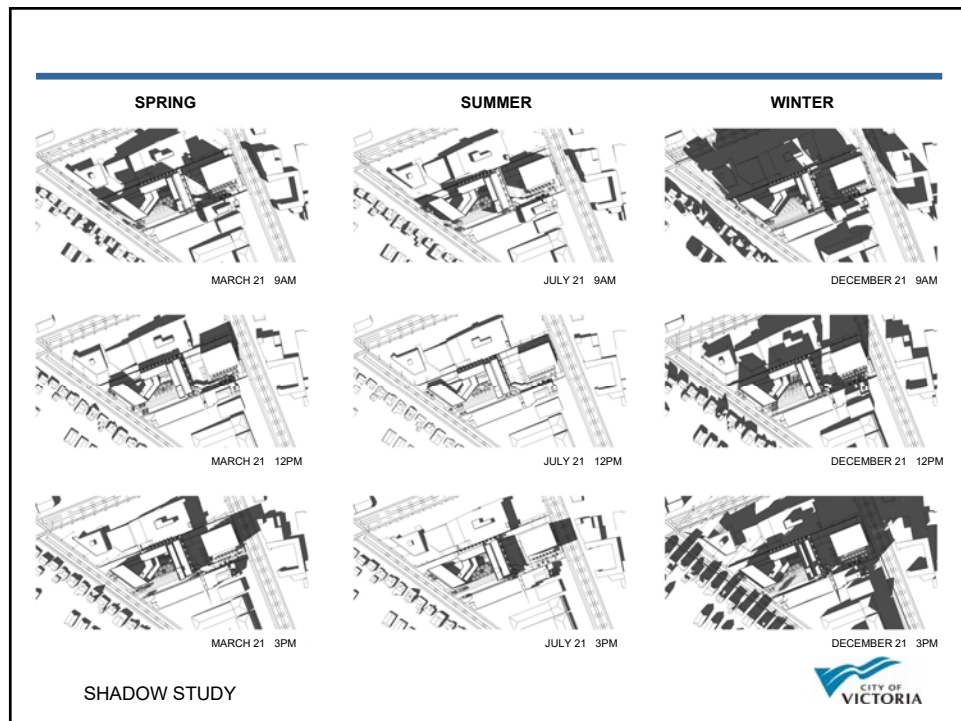 SPRING SUMMER WINTER
MARCH 21 9AM JULY 21 9AM DECEMBER 21 9AM
MARCH 21 12PM JULY 21 12PM DECEMBER 21 12PM
MARCH 21 3PM JULY 21 3PM DECEMBER 21 3PM
SHADOW STUDY
CITY OF
VICTORIA